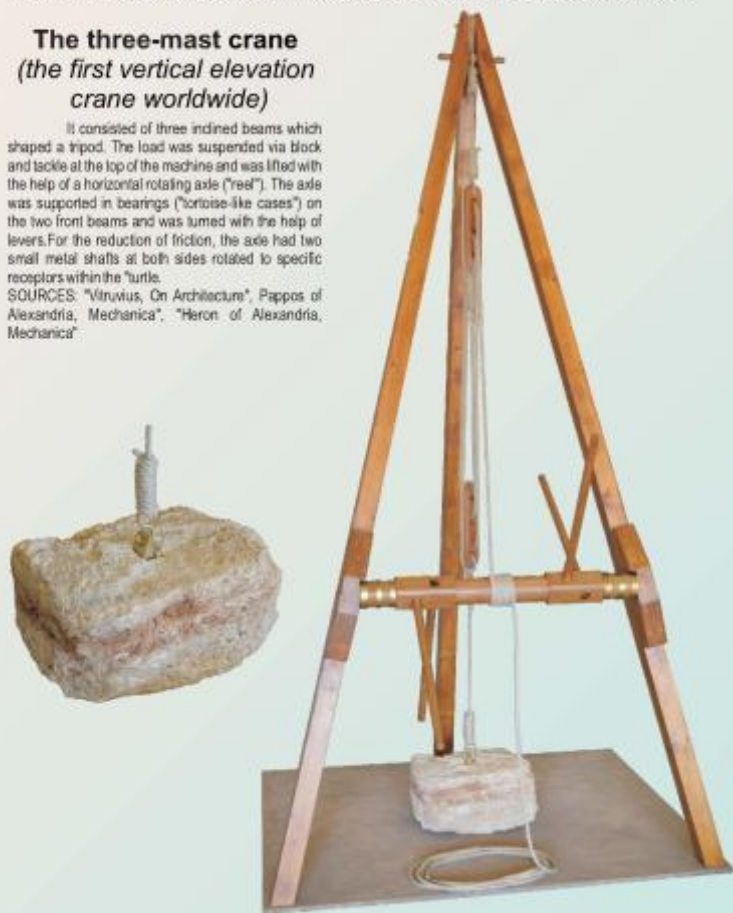 The three-mast crane
(the first vertical elevation
crane worldwide)
It consisted of three inclined beams which
shaped a tripod. The load was suspended via block
and tackle at the top of the machine and was lifted with
the help of a horizontal rotating axle ("reel"). The axle
was supported in bearings ("tortoise-like cases") on
the two front beams and was turned with the help of
levers.For the reduction of friction, the axle had two
small metal shafts at both sides rotated to specific
receptors within the "turtle.
SOURCES: "Vitruvius, On Architecture", Pappos of
Alexandria, Mechanica", "Heron of Alexandria,
Mechanica"